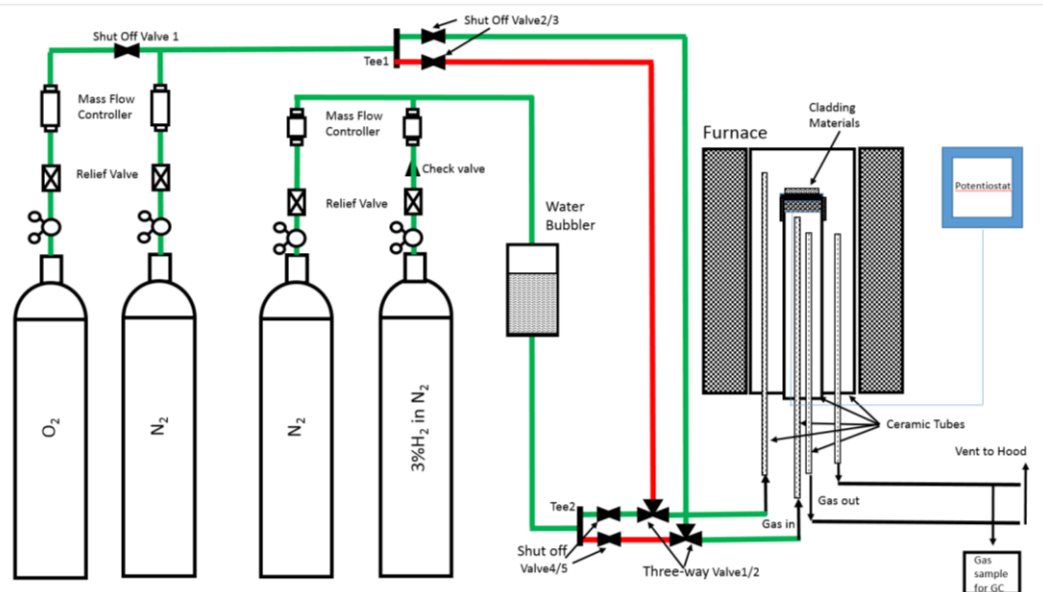 Shut Off Valve 1
Shut Off Valve2/3
Tee1
Mass Flow
Controller
Mass Flow
Controller
Cladding
Materials
Furnace
Relief Valve
Check valve
Potentiostat
Relief Valve
Water
Bubbler
O₂
N₂
N₂
3%H₂ in N₂
Ceramic Tubes
Vent to Hood
Tee2
Gas in
Gas out
Shut off
Valve4/5
Three-way Valve1/2
Gas
sample
for GC